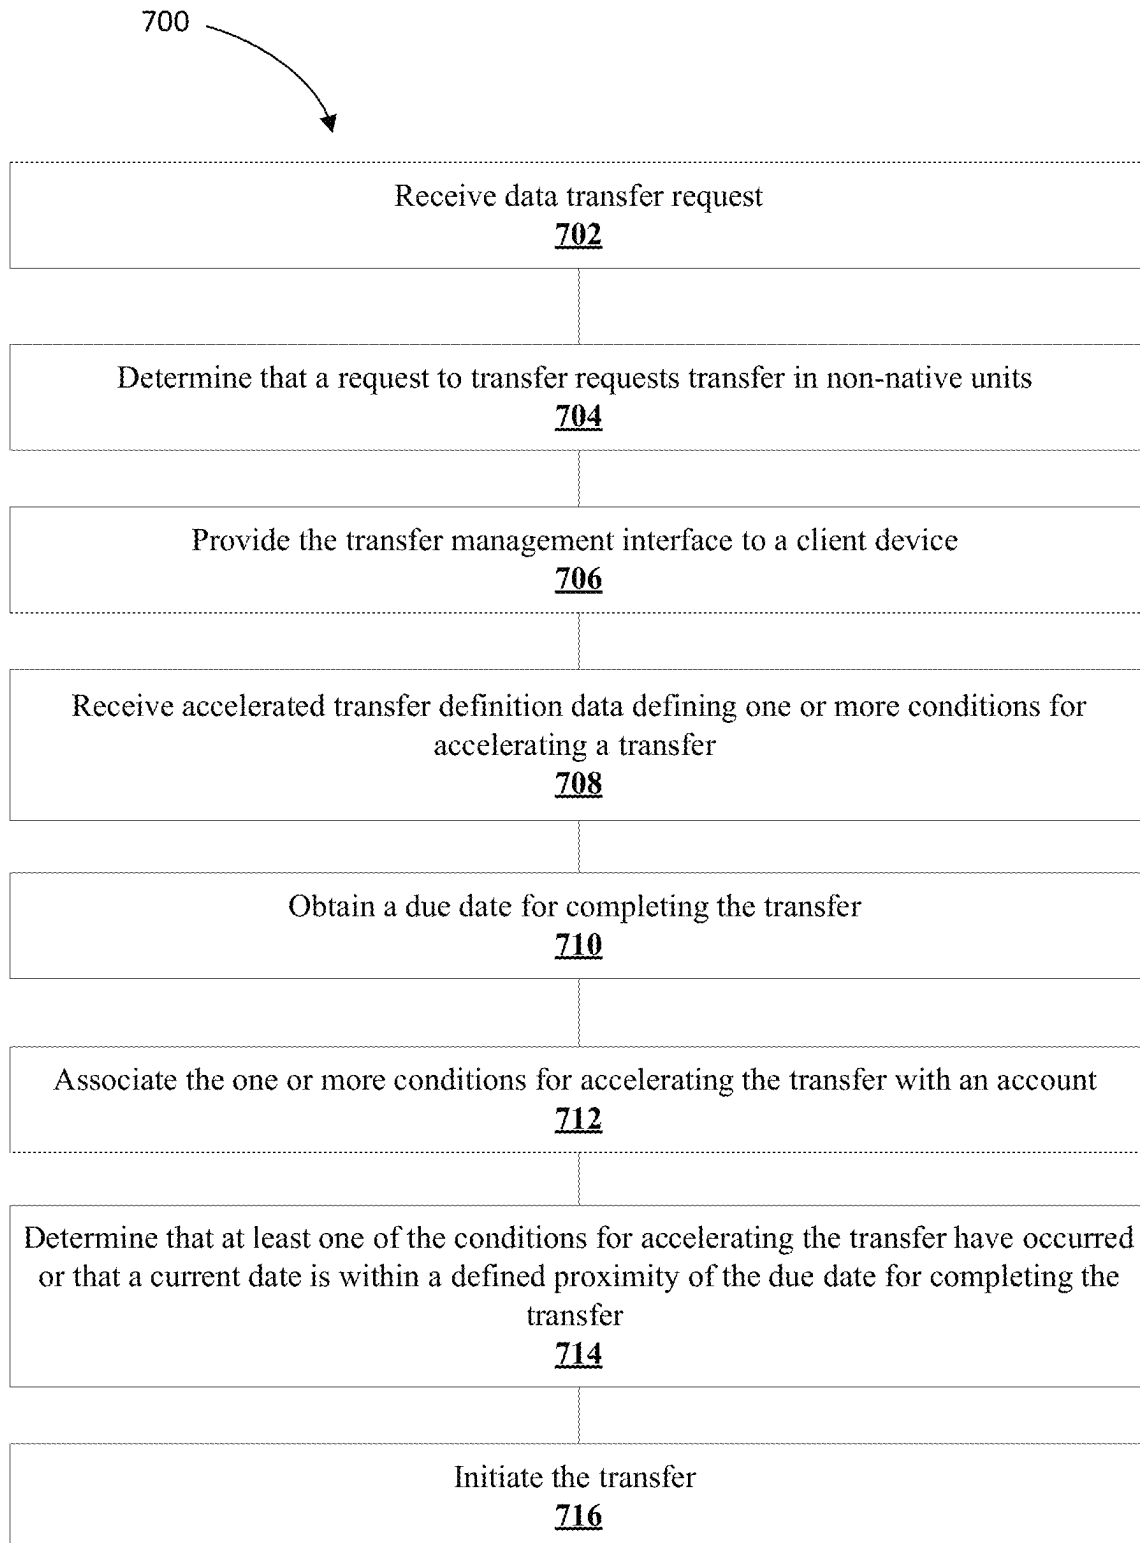 700
Receive data transfer request
702
Determine that a request to transfer requests transfer in non-native units
704
Provide the transfer management interface to a client device
706
Receive accelerated transfer definition data defining one or more conditions for
accelerating a transfer
708
Obtain a due date for completing the transfer
710
Associate the one or more conditions for accelerating the transfer with an account
712
Determine that at least one of the conditions for accelerating the transfer have occurred
or that a current date is within a defined proximity of the due date for completing the
transfer
714
Initiate the transfer
716